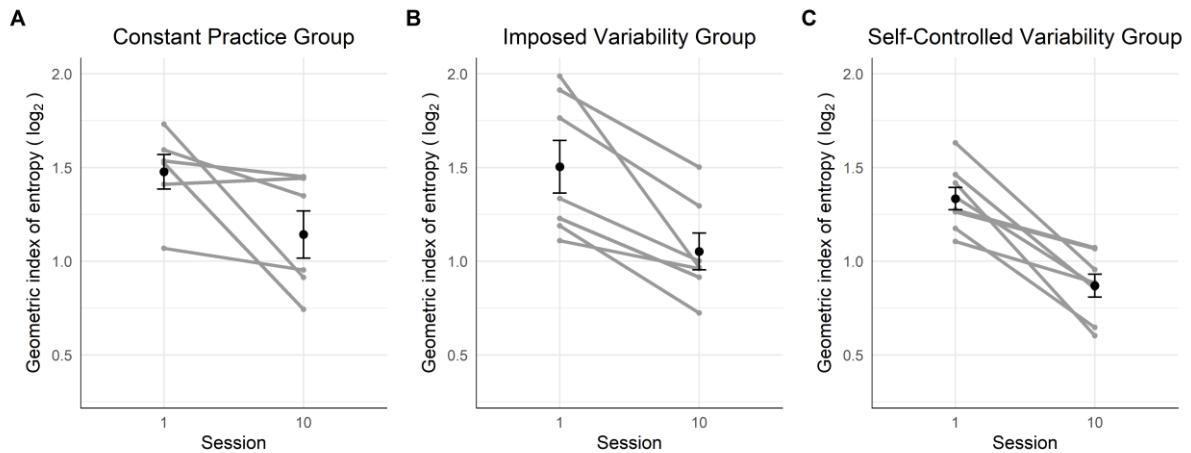 A
Constant Practice Group
Geometric index of entropy ( log₂ )
2.0
1.5
1.0
0.5
1
10
Session
B
Imposed Variability Group
Geometric index of entropy ( log₂ )
2.0
1.5
1.0
0.5
1
10
Session
C
Self-Controlled Variability Group
Geometric index of entropy ( log₂ )
2.0
1.5
1.0
0.5
1
10
Session